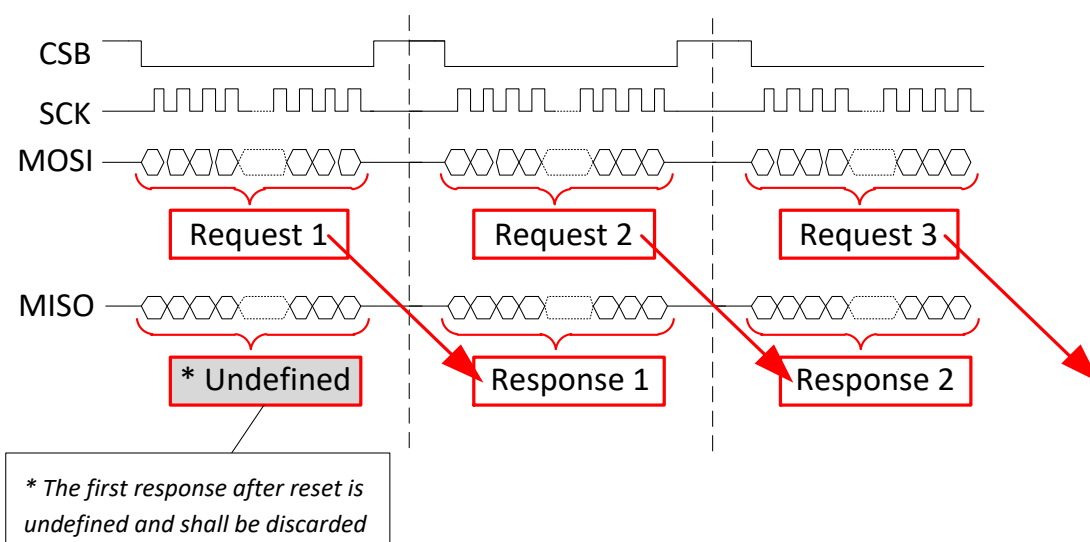 CSB
SCK
MOSI
Request 1
Request 2
Request 3
MISO
* Undefined
Response 1
Response 2
* The first response after reset is
undefined and shall be discarded